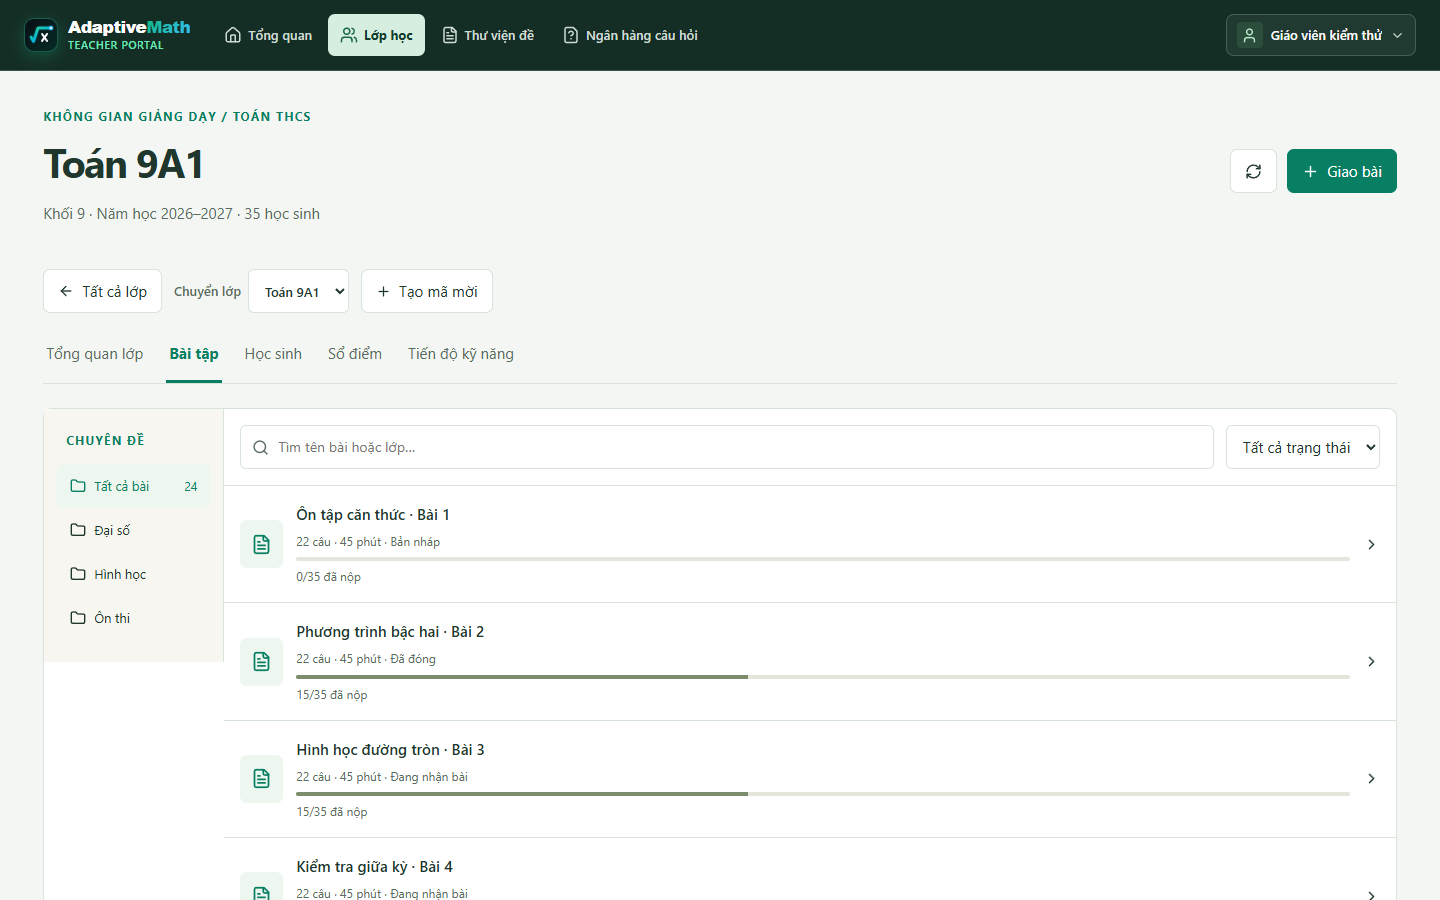 AdaptiveMath
TEACHER PORTAL
Tổng quan
Lớp học
Thư viện đề
Ngân hàng câu hỏi
Giáo viên kiểm thử
KHÔNG GIAN GIẢNG DẠY / TOÁN THCS
Toán 9A1
Khối 9 · Năm học 2026–2027 · 35 học sinh
Giao bài
Tất cả lớp
Chuyển lớp
Toán 9A1
Tạo mã mời
Tổng quan lớp
Bài tập
Học sinh
Sổ điểm
Tiến độ kỹ năng
CHUYÊN ĐỀ
Tất cả bài 24
Đại số
Hình học
Ôn thi
Tìm tên bài hoặc lớp...
Tất cả trạng thái
Ôn tập căn thức · Bài 1
22 câu · 45 phút · Bản nháp
0/35 đã nộp
Phương trình bậc hai · Bài 2
22 câu · 45 phút · Đã đóng
15/35 đã nộp
Hình học đường tròn · Bài 3
22 câu · 45 phút · Đang nhận bài
15/35 đã nộp
Kiểm tra giữa kỳ · Bài 4
22 câu · 45 phút · Đang nhận bài